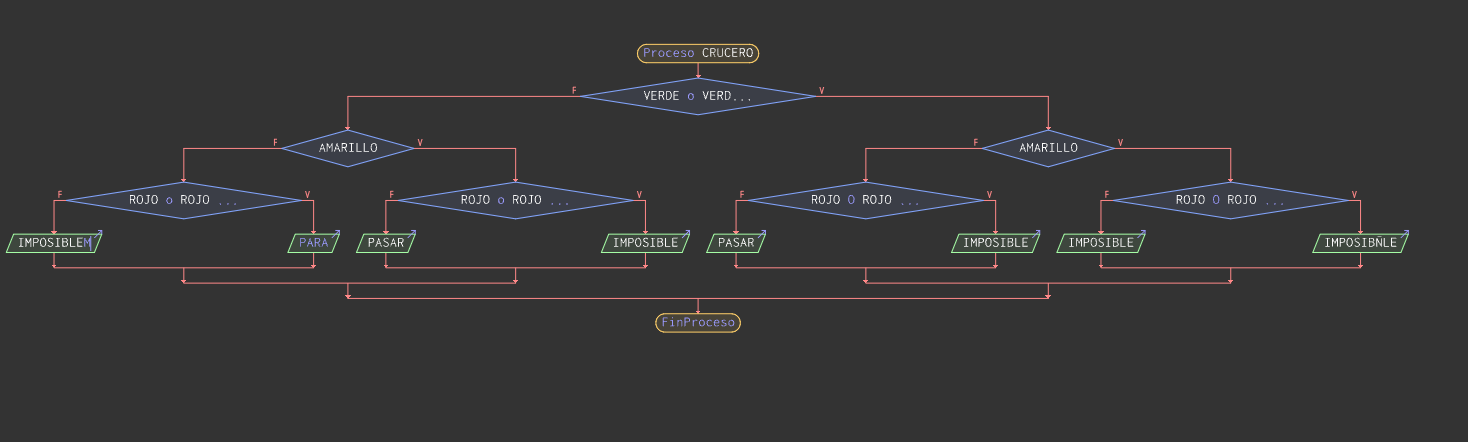 Proceso CRUCERO
F
VERDE o VERD...
V
F
AMARILLO
V
F
AMARILLO
V
F
ROJO o ROJO ...
V
F
ROJO o ROJO ...
V
F
ROJO O ROJO ...
V
F
ROJO O ROJO ...
V
IMPOSIBLEM
PARA
PASAR
IMPOSIBLE
PASAR
IMPOSIBLE
IMPOSIBLE
IMPOSIBÑLE
FinProceso